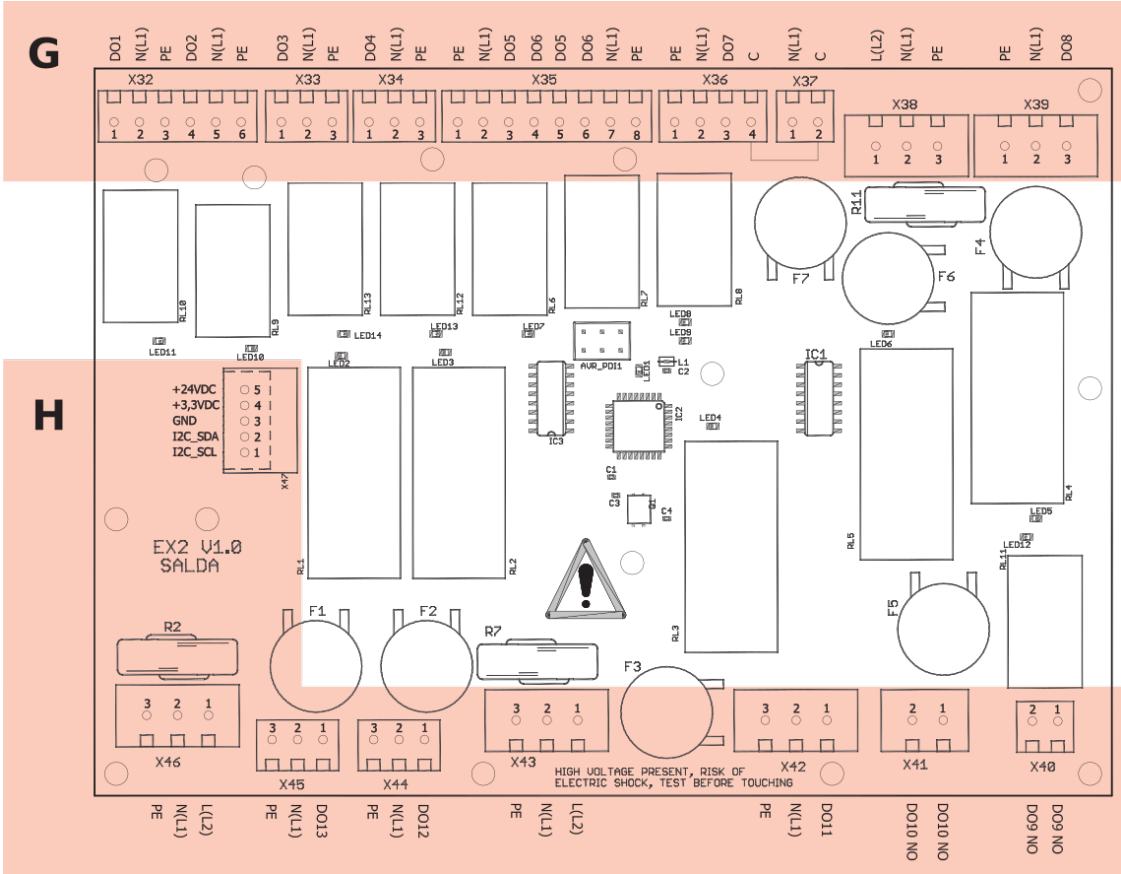 G
DO1 N(L1) PE DO2 N(L1) PE DO3 N(L1) PE DO4 N(L1) PE PE N(L1) DO5 DO6 DO5 DO6 N(L1) PE PE N(L1) DO7 C N(L1) C L(L2) N(L1) PE PE N(L1) DO8
X32 X33 X34 X35 X36 X37 X38 X39
1 2 3 4 5 6 1 2 3 1 2 3 1 2 3 4 5 6 7 8 1 2 3 4 1 2 1 2 3 1 2 3
R11
F7 F6 F4
RL10 RL9 RL13 RL12 RL6 RL7 RL8
LED11 LED10 LED14 LED13 LED7 LED8
LED9
LED6
LED2 LED3 AVR_PDI1 LED1 L1
C2
IC1
H
+24VDC 5
+3,3VDC 4
GND 3
I2C_SDA 2
I2C_SCL 1
X47
IC3 IC2 LED4
C1
C3 Q1 C4
RL4
LED5
LED12
EX2 V1.0
SALDA
RL1 RL2 RL3 RL5 RL11
R2 F1 F2 R7 F3 F5
3 2 1 3 2 1 3 2 1 3 2 1 3 2 1 2 1 2 1
X46 X45 X44 X43 X42 X41 X40
HIGH VOLTAGE PRESENT, RISK OF
ELECTRIC SHOCK, TEST BEFORE TOUCHING
PE N(L1) L(L2) PE N(L1) DO13 PE N(L1) DO12 PE N(L1) L(L2) PE N(L1) DO11 DO10 NO DO10 NO DO9 NO DO9 NO